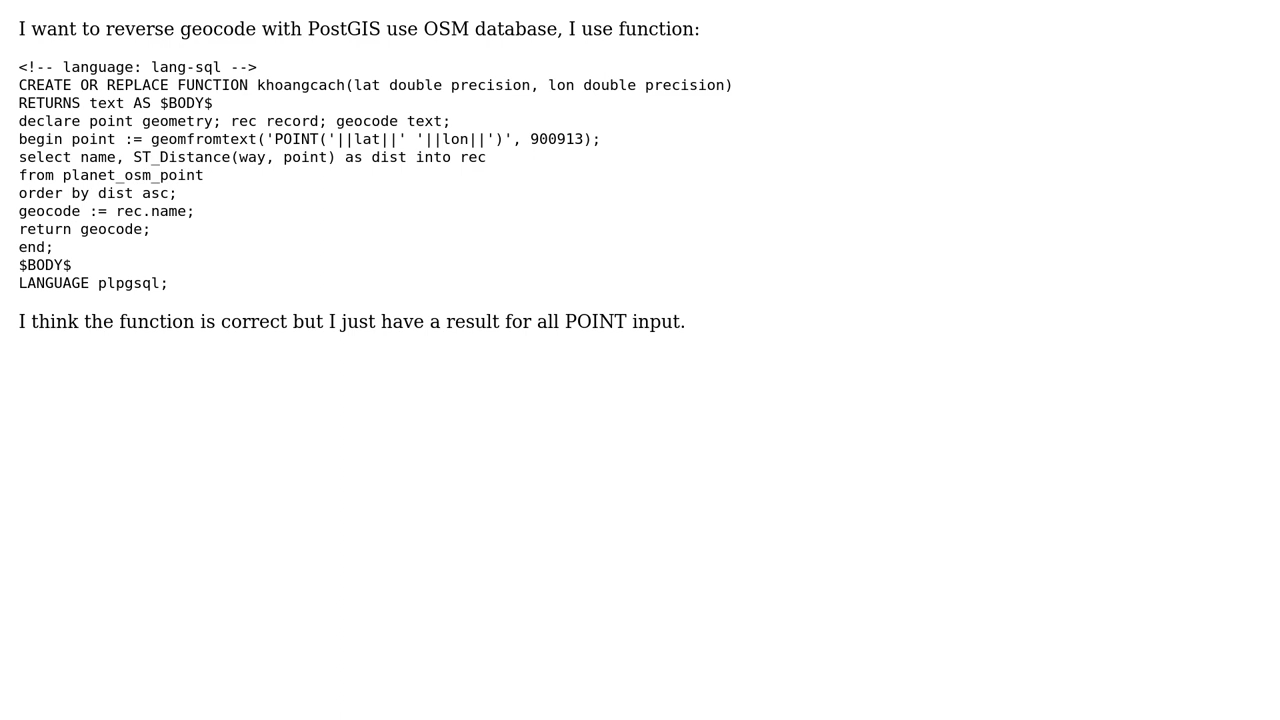 I want to reverse geocode with PostGIS use OSM database, I use function:
<!-- language: lang-sql -->
CREATE OR REPLACE FUNCTION khoangcach(lat double precision, lon double precision)
RETURNS text AS $BODY$
declare point geometry; rec record; geocode text;
begin point := geomfromtext('POINT('||lat||' '||lon||')', 900913);
select name, ST_Distance(way, point) as dist into rec
from planet_osm_point
order by dist asc;
geocode := rec.name;
return geocode;
end;
$BODY$
LANGUAGE plpgsql;
I think the function is correct but I just have a result for all POINT input.